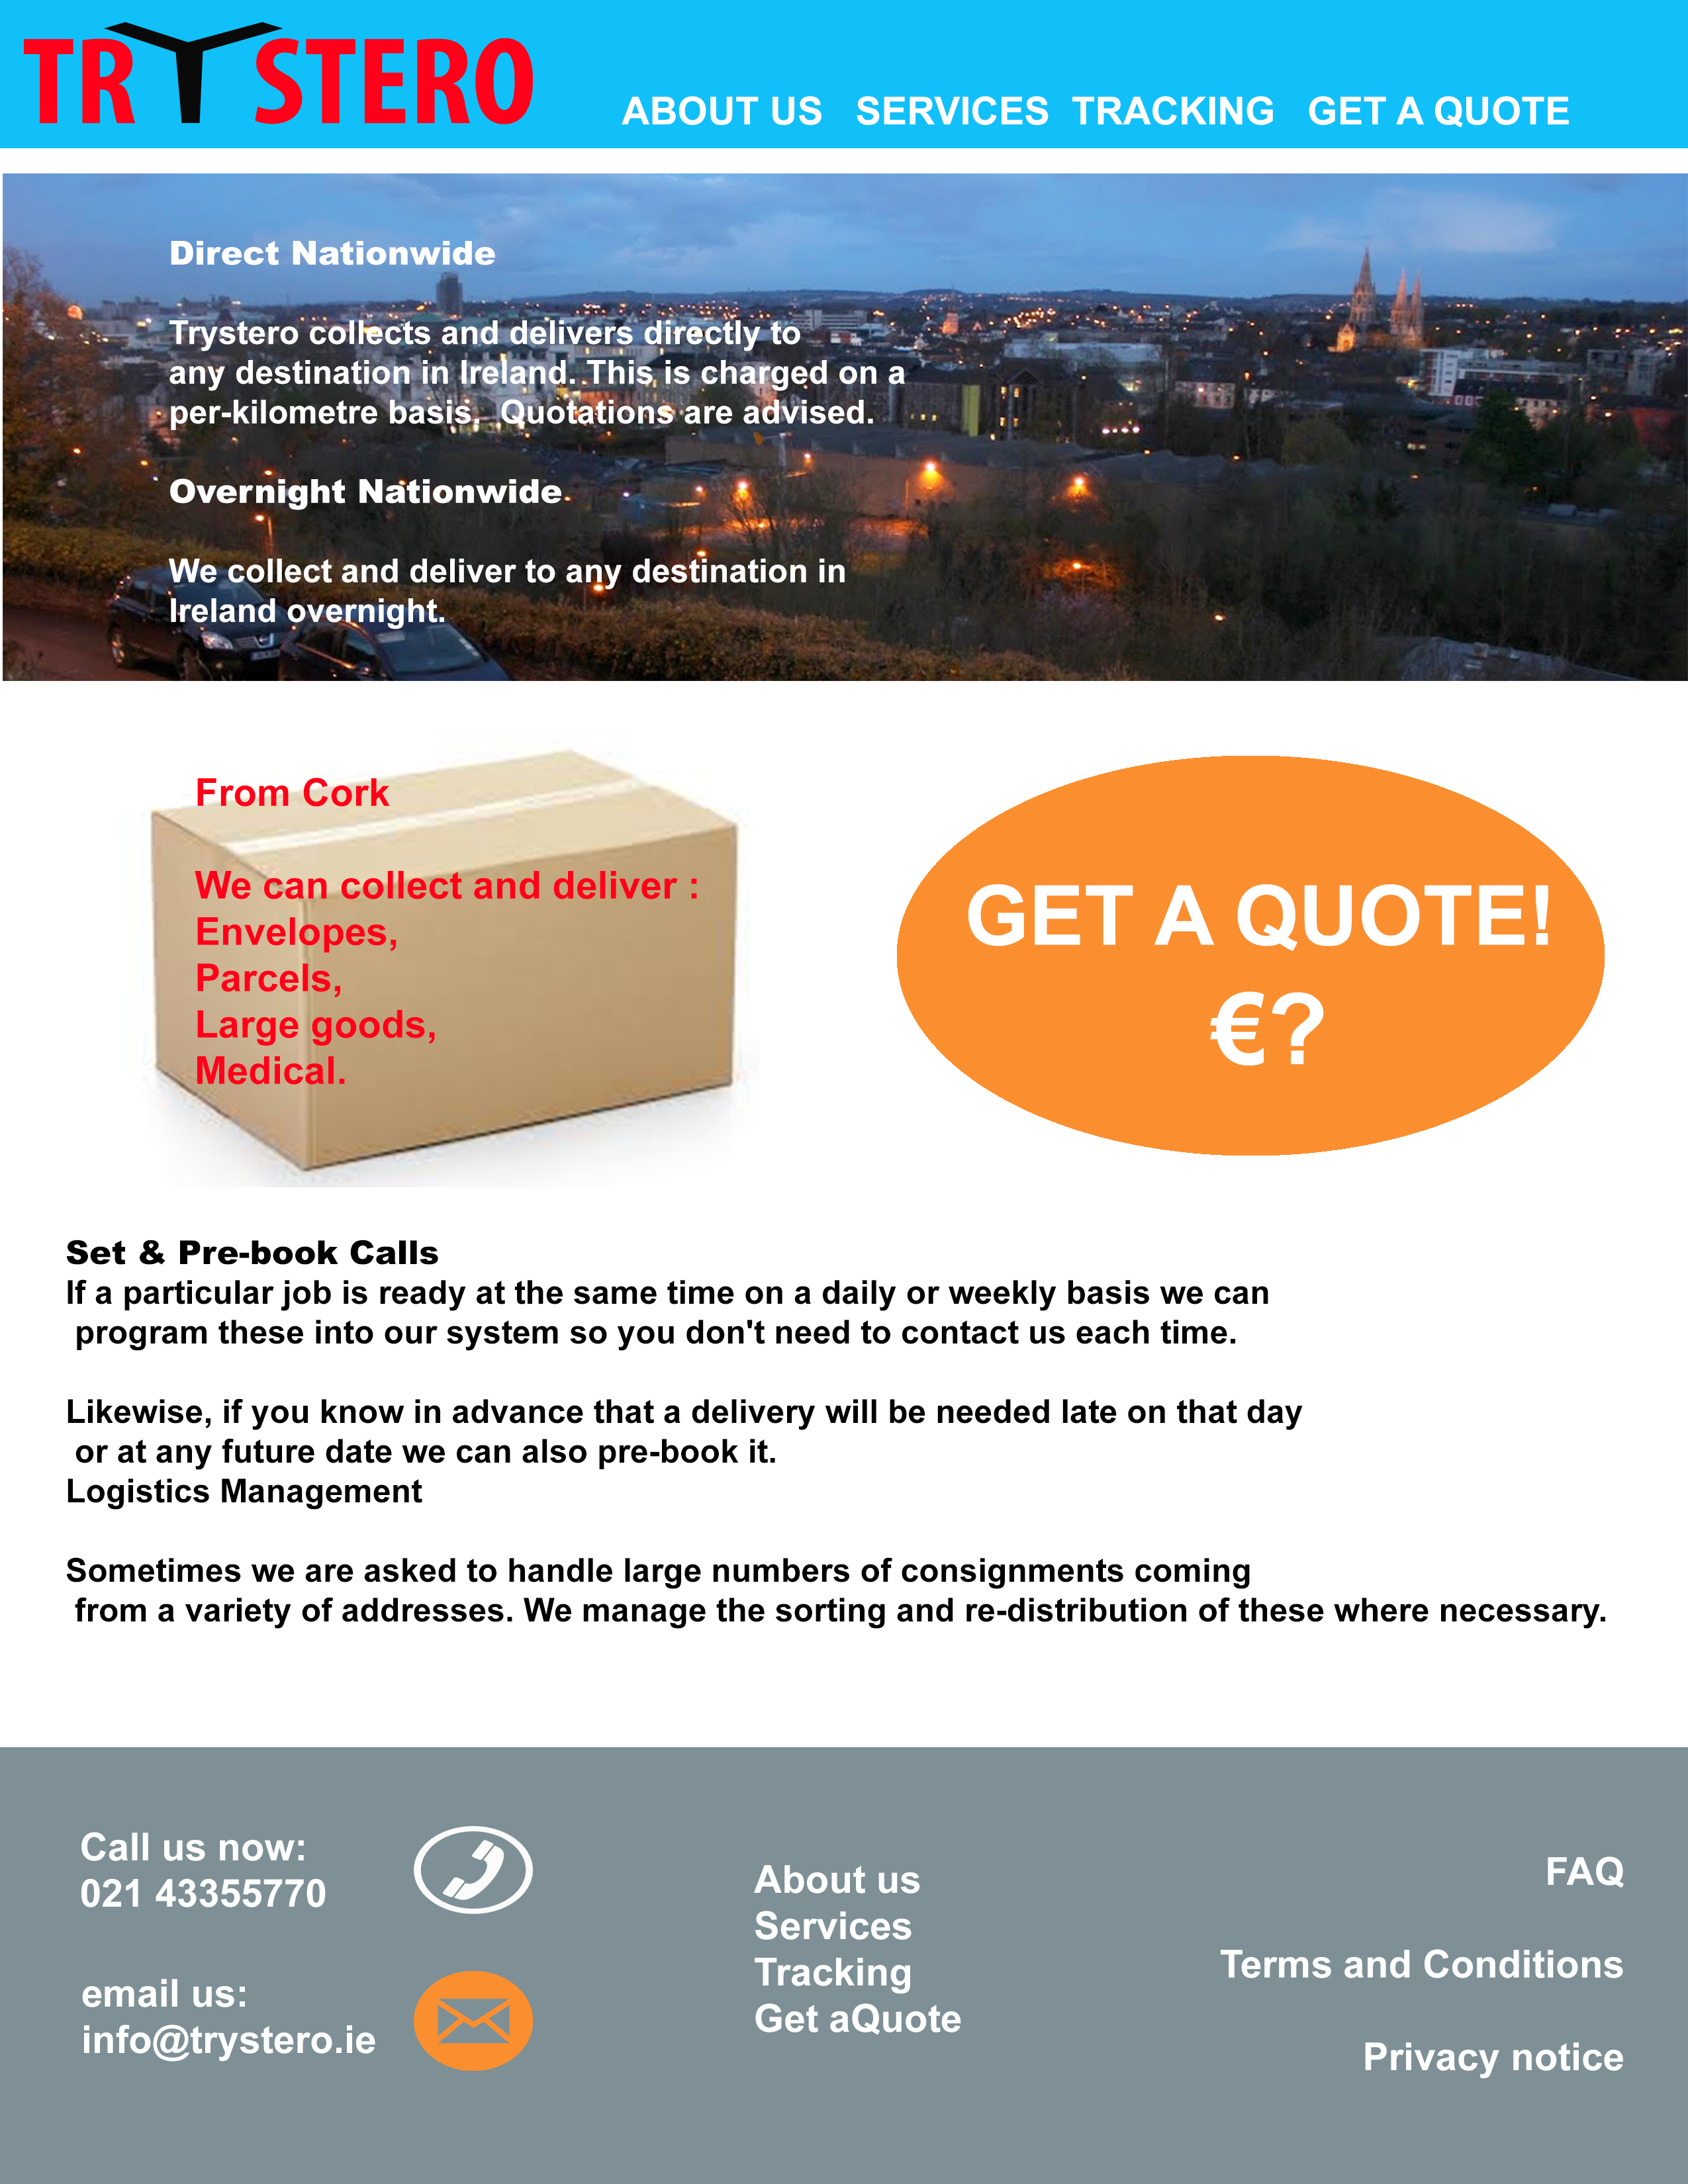 TRYSTERO
ABOUT US SERVICES TRACKING GET A QUOTE
Direct Nationwide
Trystero collects and delivers directly to
any destination in Ireland. This is charged on a
per-kilometre basis. Quotations are advised.
Overnight Nationwide
We collect and deliver to any destination in
Ireland overnight.
From Cork
We can collect and deliver :
Envelopes,
Parcels,
Large goods,
Medical.
GET A QUOTE!
€?
Set & Pre-book Calls
If a particular job is ready at the same time on a daily or weekly basis we can
program these into our system so you don't need to contact us each time.
Likewise, if you know in advance that a delivery will be needed late on that day
or at any future date we can also pre-book it.
Logistics Management
Sometimes we are asked to handle large numbers of consignments coming
from a variety of addresses. We manage the sorting and re-distribution of these where necessary.
Call us now:
021 43355770
email us:
info@trystero.ie
About us
Services
Tracking
Get aQuote
FAQ
Terms and Conditions
Privacy notice